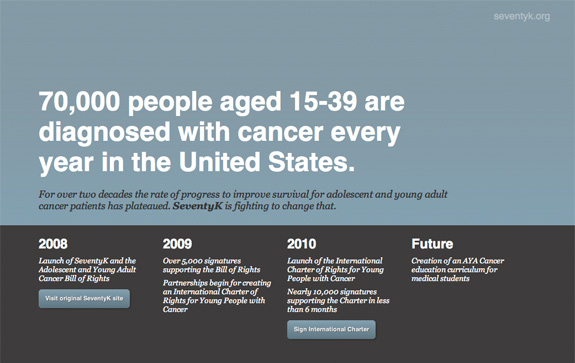 seventyk.org
70,000 people aged 15-39 are
diagnosed with cancer every
year in the United States.
For over two decades the rate of progress to improve survival for adolescent and young adult
cancer patients has plateaued. SeventyK is fighting to change that.
2008
Launch of SeventyK and the
Adolescent and Young Adult
Cancer Bill of Rights
Visit original SeventyK site
2009
Over 5,000 signatures
supporting the Bill of Rights
Partnerships begin for creating
an International Charter of
Rights for Young People with
Cancer
2010
Launch of the International
Charter of Rights for Young
People with Cancer
Nearly 10,000 signatures
supporting the Charter in less
than 6 months
Sign International Charter
Future
Creation of an AYA Cancer
education curriculum for
medical students